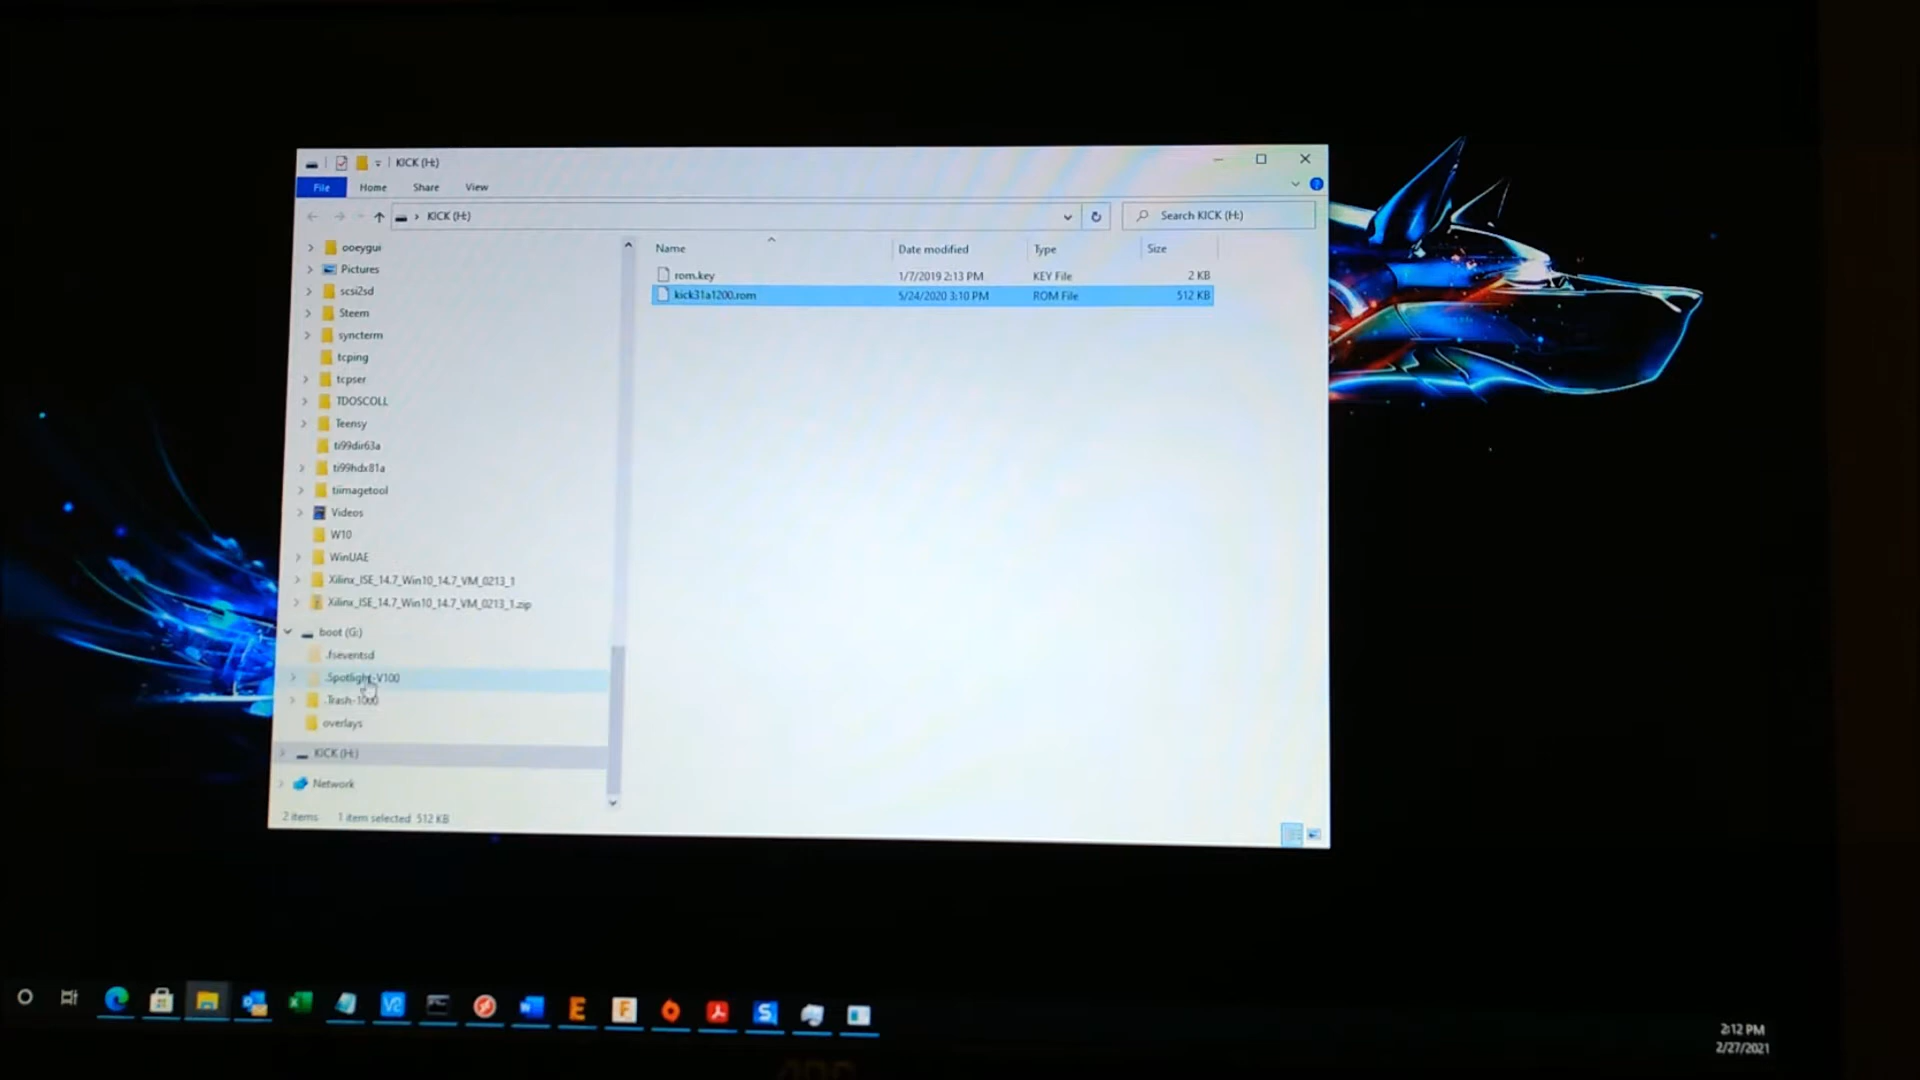 KICK (H:)
File Home Share View
KICK (H:)
Search KICK (H:)
Name Date modified Type Size
rom.key 1/7/2019 2:13 PM KEY File 2 KB
kick31a1200.rom 5/24/2020 3:10 PM ROM File 512 KB
ooeygui
Pictures
scsi2sd
Steem
syncterm
tcping
tcpser
TDOSCOLL
Teensy
ti99dir63a
ti99hdx81a
tiimagetool
Videos
W10
WinUAE
Xilinx_ISE_14.7_Win10_14.7_VM_0213_1
Xilinx_ISE_14.7_Win10_14.7_VM_0213_1.zip
boot (G:)
.fseventsd
.Spotlight-V100
.Trash-1000
overlays
KICK (H:)
Network
2 items 1 item selected 512 KB
2:12 PM
2/27/2021